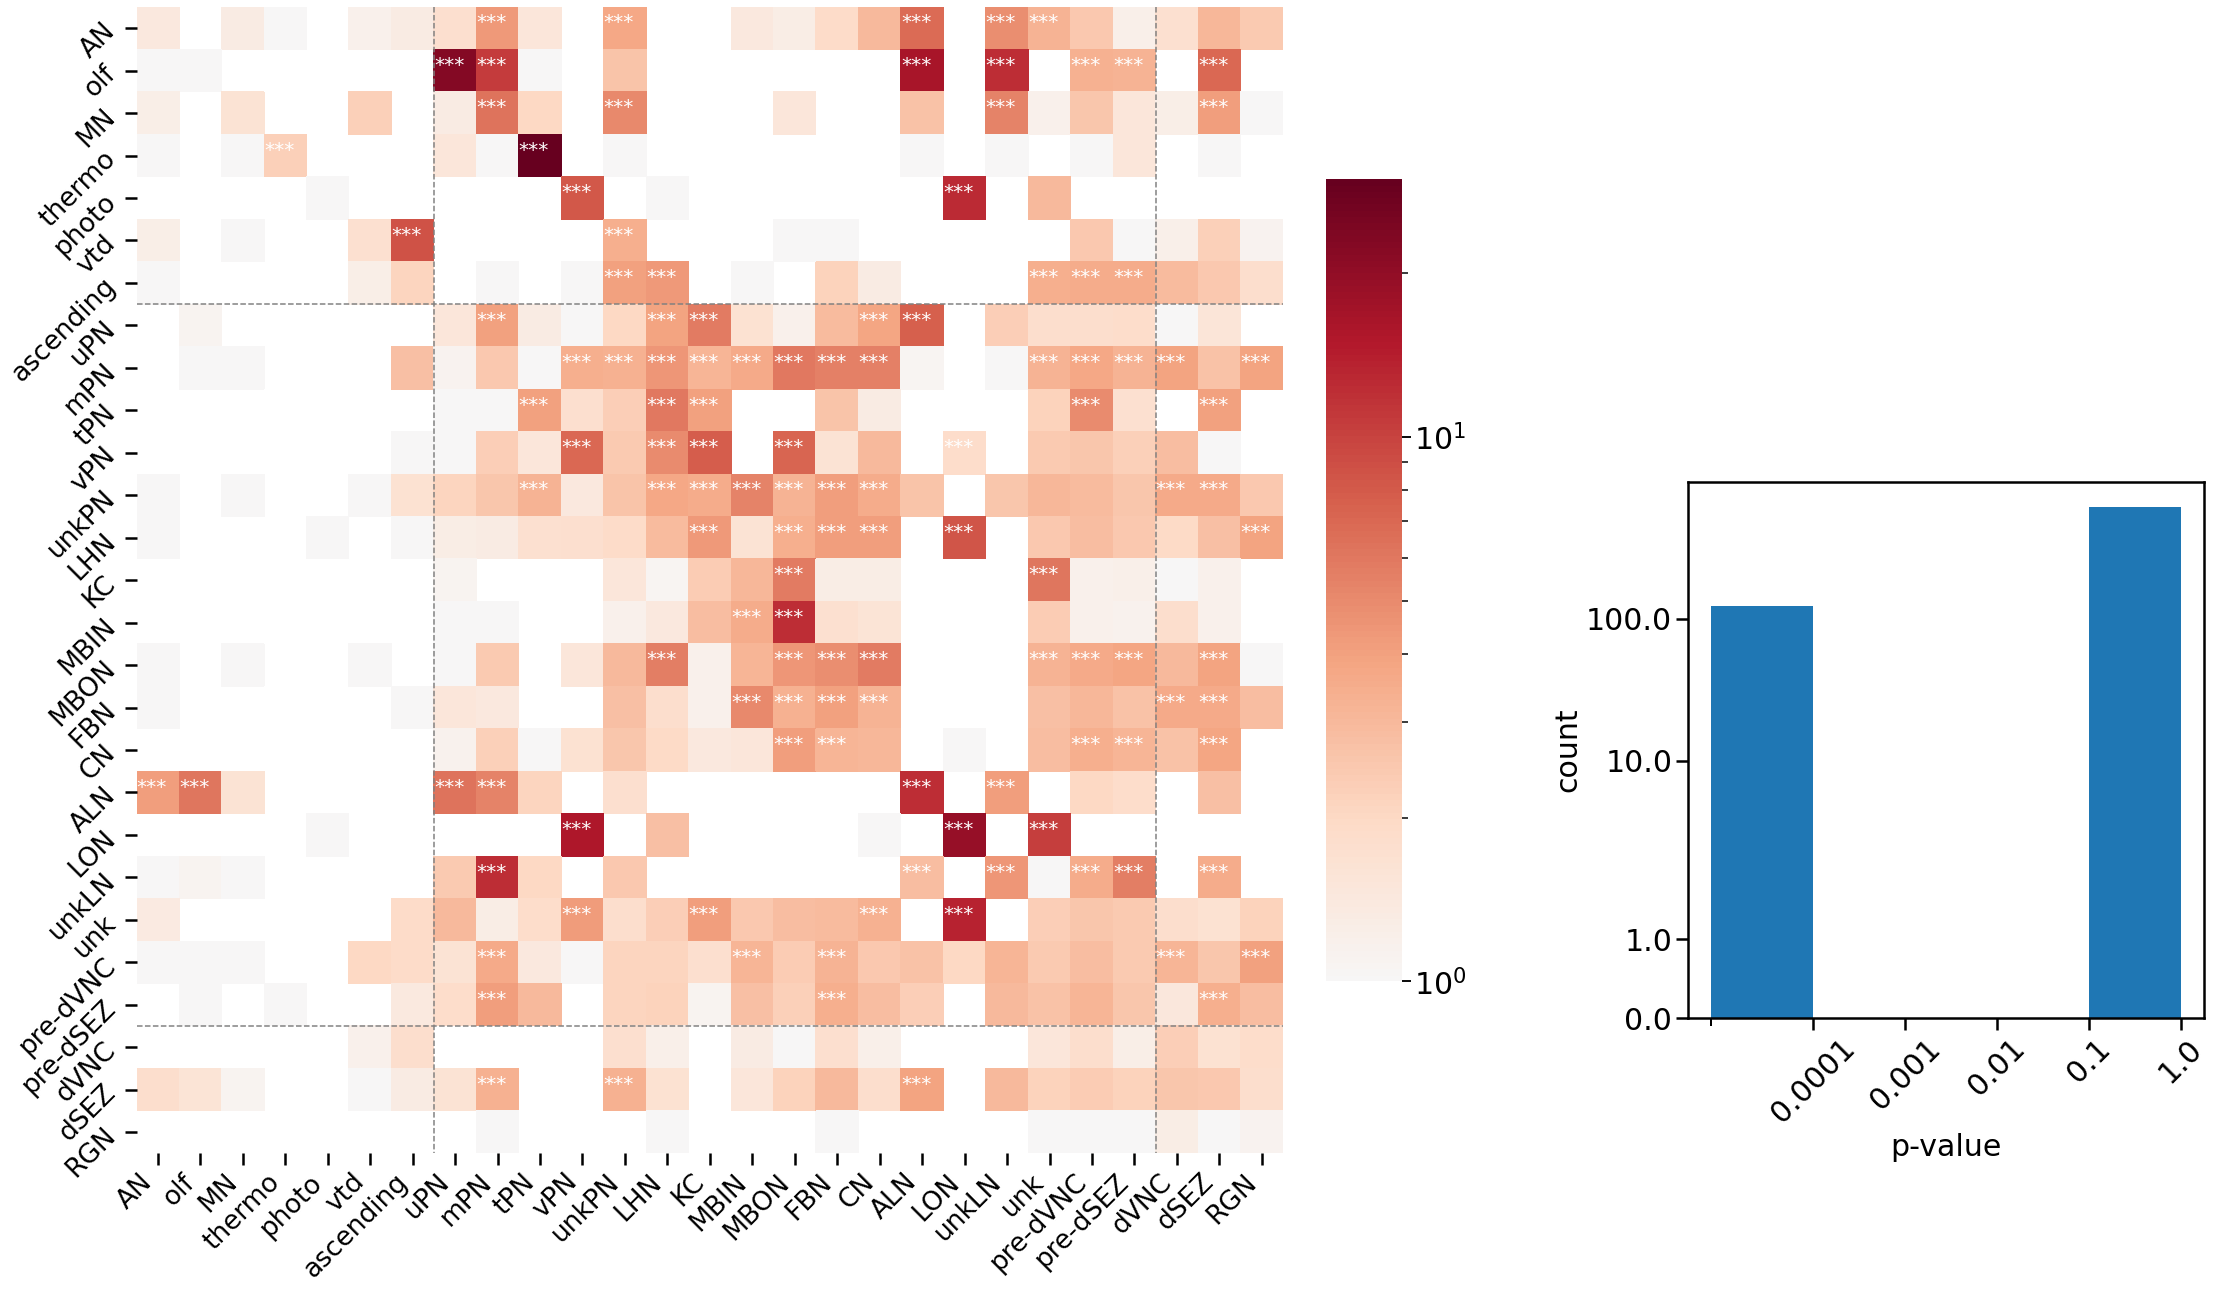 AN *** *** *** *** ***
olf *** *** *** *** *** *** ***
MN *** *** *** ***
thermo *** ***
photo *** ***
vtd *** ***
ascending *** *** *** *** ***
uPN *** *** *** *** ***
mPN *** *** *** *** *** *** *** *** *** *** *** *** ***
tPN *** *** *** *** ***
vPN *** *** *** *** ***
unkPN *** *** *** *** *** *** *** *** ***
LHN *** *** *** *** *** ***
KC *** ***
MBIN *** ***
MBON *** *** *** *** *** *** *** ***
FBN *** *** *** *** *** ***
CN *** *** *** *** ***
ALN *** *** *** *** *** ***
LON *** *** ***
unkLN *** *** *** *** *** ***
unk *** *** *** ***
pre-dVNC *** *** *** *** ***
pre-dSEZ *** *** ***
dVNC
dSEZ *** *** ***
RGN
AN olf MN thermo photo vtd ascending uPN mPN tPN vPN unkPN LHN KC MBIN MBON FBN CN ALN LON unkLN unk pre-dVNC pre-dSEZ dVNC dSEZ RGN
10¹
10⁰
count
100.0
10.0
1.0
0.0
0.0001 0.001 0.01 0.1 1.0
p-value